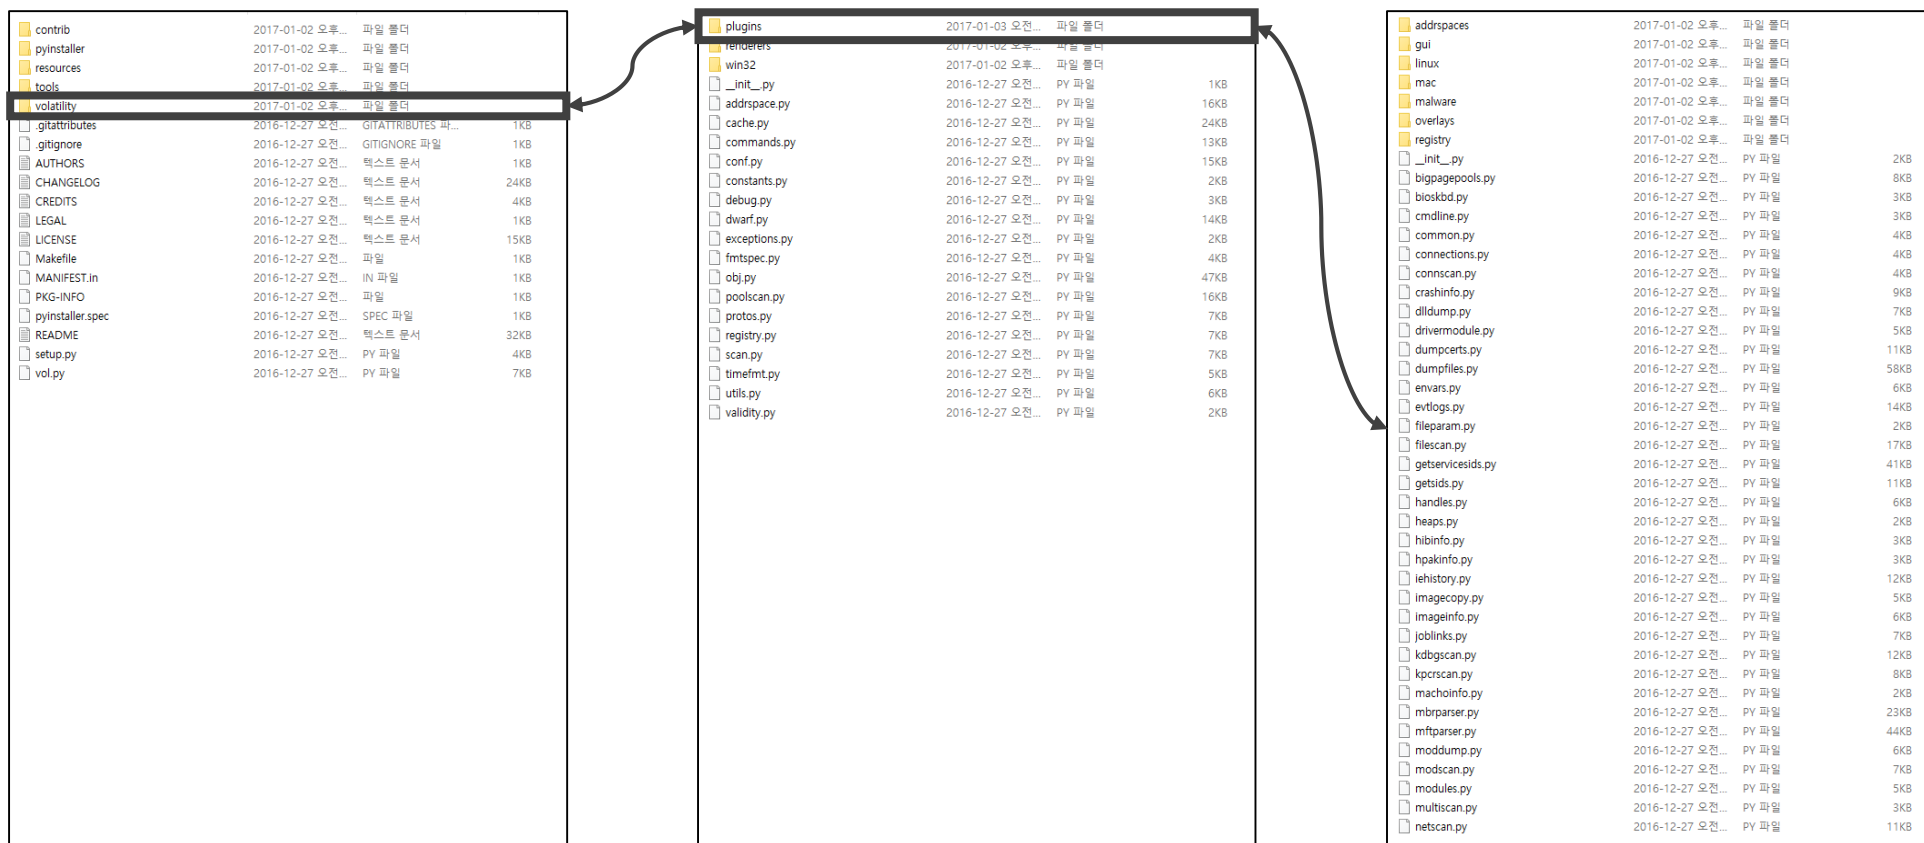 contrib 2017-01-02 오후... 파일 폴더
pyinstaller 2017-01-02 오후... 파일 폴더
resources 2017-01-02 오후... 파일 폴더
tools 2017-01-02 오후... 파일 폴더
volatility 2017-01-02 오후... 파일 폴더
.gitattributes 2016-12-27 오전... GITATTRIBUTES 파... 1KB
.gitignore 2016-12-27 오전... GITIGNORE 파일 1KB
AUTHORS 2016-12-27 오전... 텍스트 문서 1KB
CHANGELOG 2016-12-27 오전... 텍스트 문서 24KB
CREDITS 2016-12-27 오전... 텍스트 문서 4KB
LEGAL 2016-12-27 오전... 텍스트 문서 1KB
LICENSE 2016-12-27 오전... 텍스트 문서 15KB
Makefile 2016-12-27 오전... 파일 1KB
MANIFEST.in 2016-12-27 오전... IN 파일 1KB
PKG-INFO 2016-12-27 오전... 파일 1KB
pyinstaller.spec 2016-12-27 오전... SPEC 파일 1KB
README 2016-12-27 오전... 텍스트 문서 32KB
setup.py 2016-12-27 오전... PY 파일 4KB
vol.py 2016-12-27 오전... PY 파일 7KB
plugins 2017-01-03 오전... 파일 폴더
renderers 2017-01-02 오후... 파일 폴더
win32 2017-01-02 오후... 파일 폴더
__init__.py 2016-12-27 오전... PY 파일 1KB
addrspace.py 2016-12-27 오전... PY 파일 16KB
cache.py 2016-12-27 오전... PY 파일 24KB
commands.py 2016-12-27 오전... PY 파일 13KB
conf.py 2016-12-27 오전... PY 파일 15KB
constants.py 2016-12-27 오전... PY 파일 2KB
debug.py 2016-12-27 오전... PY 파일 3KB
dwarf.py 2016-12-27 오전... PY 파일 14KB
exceptions.py 2016-12-27 오전... PY 파일 2KB
fmtspec.py 2016-12-27 오전... PY 파일 4KB
obj.py 2016-12-27 오전... PY 파일 47KB
poolscan.py 2016-12-27 오전... PY 파일 16KB
protos.py 2016-12-27 오전... PY 파일 7KB
registry.py 2016-12-27 오전... PY 파일 7KB
scan.py 2016-12-27 오전... PY 파일 7KB
timefmt.py 2016-12-27 오전... PY 파일 5KB
utils.py 2016-12-27 오전... PY 파일 6KB
validity.py 2016-12-27 오전... PY 파일 2KB
addrspaces 2017-01-02 오후... 파일 폴더
gui 2017-01-02 오후... 파일 폴더
linux 2017-01-02 오후... 파일 폴더
mac 2017-01-02 오후... 파일 폴더
malware 2017-01-02 오후... 파일 폴더
overlays 2017-01-02 오후... 파일 폴더
registry 2017-01-02 오후... 파일 폴더
__init__.py 2016-12-27 오전... PY 파일 2KB
bigpagepools.py 2016-12-27 오전... PY 파일 8KB
bioskbd.py 2016-12-27 오전... PY 파일 3KB
cmdline.py 2016-12-27 오전... PY 파일 3KB
common.py 2016-12-27 오전... PY 파일 4KB
connections.py 2016-12-27 오전... PY 파일 4KB
connscan.py 2016-12-27 오전... PY 파일 4KB
crashinfo.py 2016-12-27 오전... PY 파일 9KB
dlldump.py 2016-12-27 오전... PY 파일 7KB
drivermodule.py 2016-12-27 오전... PY 파일 5KB
dumpcerts.py 2016-12-27 오전... PY 파일 11KB
dumpfiles.py 2016-12-27 오전... PY 파일 58KB
envars.py 2016-12-27 오전... PY 파일 6KB
evtlogs.py 2016-12-27 오전... PY 파일 14KB
fileparam.py 2016-12-27 오전... PY 파일 2KB
filescan.py 2016-12-27 오전... PY 파일 17KB
getservicesids.py 2016-12-27 오전... PY 파일 41KB
getsids.py 2016-12-27 오전... PY 파일 11KB
handles.py 2016-12-27 오전... PY 파일 6KB
heaps.py 2016-12-27 오전... PY 파일 2KB
hibinfo.py 2016-12-27 오전... PY 파일 3KB
hpakinfo.py 2016-12-27 오전... PY 파일 3KB
iehistory.py 2016-12-27 오전... PY 파일 12KB
imagecopy.py 2016-12-27 오전... PY 파일 5KB
imageinfo.py 2016-12-27 오전... PY 파일 6KB
joblinks.py 2016-12-27 오전... PY 파일 7KB
kdbgscan.py 2016-12-27 오전... PY 파일 12KB
kpcrscan.py 2016-12-27 오전... PY 파일 8KB
machoinfo.py 2016-12-27 오전... PY 파일 2KB
mbrparser.py 2016-12-27 오전... PY 파일 23KB
mftparser.py 2016-12-27 오전... PY 파일 44KB
moddump.py 2016-12-27 오전... PY 파일 6KB
modscan.py 2016-12-27 오전... PY 파일 7KB
modules.py 2016-12-27 오전... PY 파일 5KB
multiscan.py 2016-12-27 오전... PY 파일 3KB
netscan.py 2016-12-27 오전... PY 파일 11KB